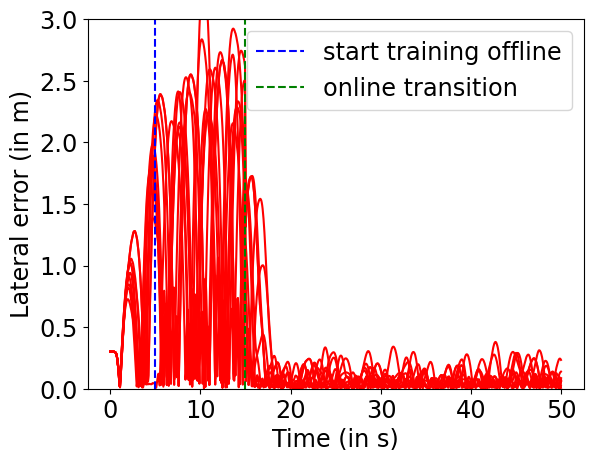 start training offline
online transition
Lateral error (in m)
3.0
2.5
2.0
1.5
1.0
0.5
0.0
0 10 20 30 40 50
Time (in s)